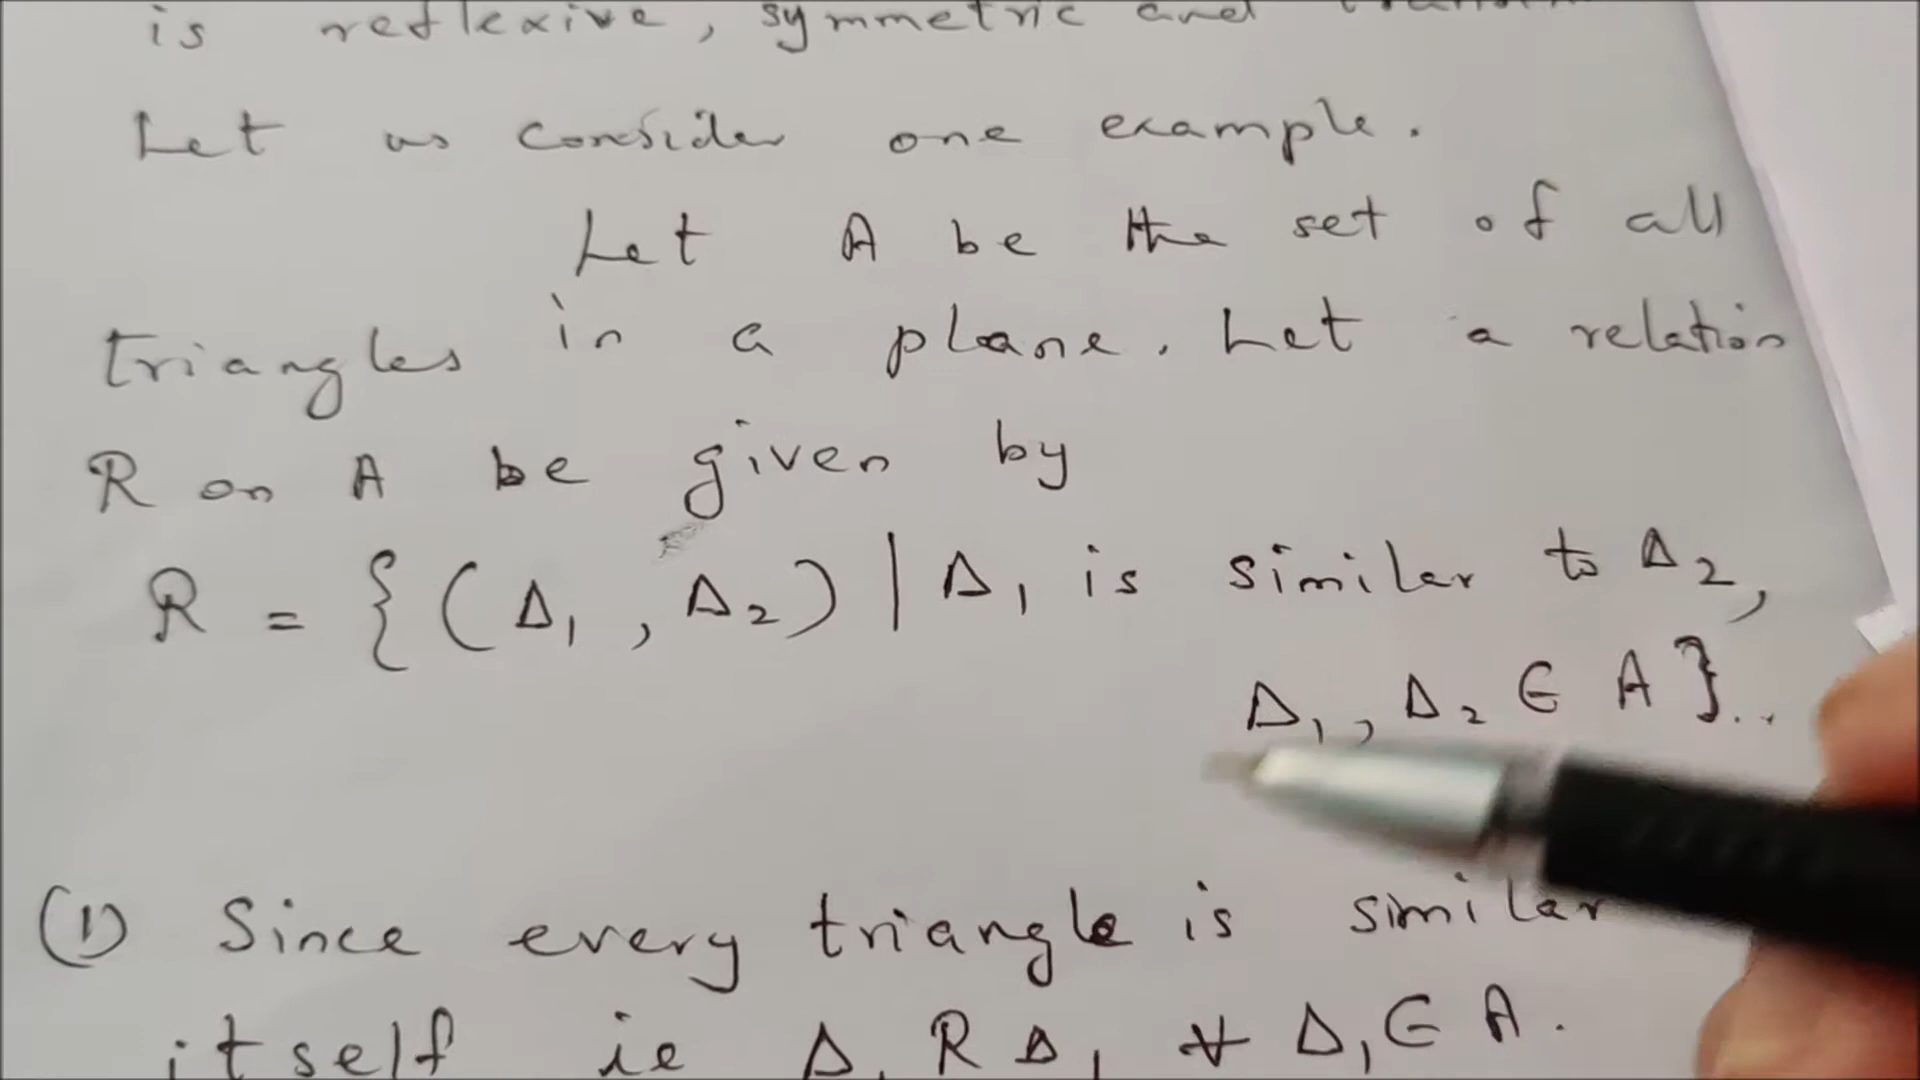 is reflexive, symmetric and
Let us consider one example.
Let A be the set of all
triangles in a plane. Let a relation
R on A be given by
R = { (Δ₁, Δ₂) | Δ₁ is similar to Δ₂,
Δ₁, Δ₂ ∈ A }..
(1) Since every triangle is similar
itself ie Δ₁ R Δ₁ ∀ Δ₁ ∈ A.